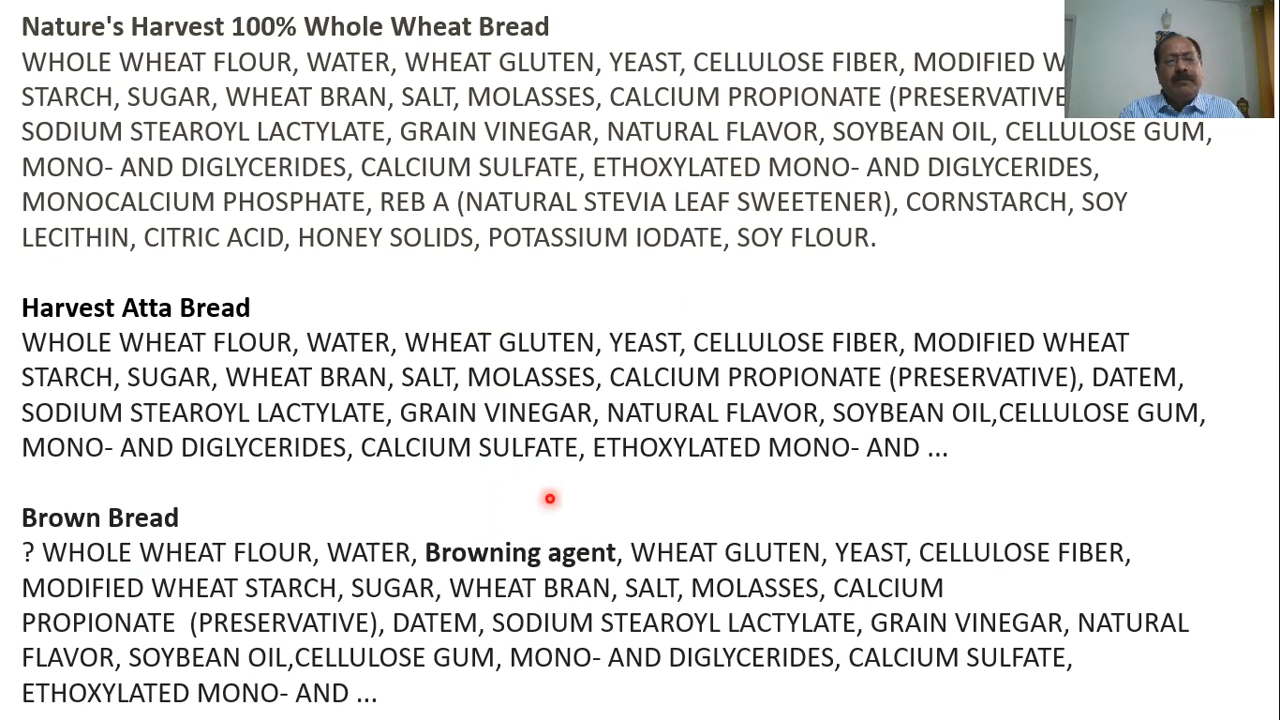 Nature's Harvest 100% Whole Wheat Bread
WHOLE WHEAT FLOUR, WATER, WHEAT GLUTEN, YEAST, CELLULOSE FIBER, MODIFIED
STARCH, SUGAR, WHEAT BRAN, SALT, MOLASSES, CALCIUM PROPIONATE (PRESERVATIVE
SODIUM STEAROYL LACTYLATE, GRAIN VINEGAR, NATURAL FLAVOR, SOYBEAN OIL, CELLULOSE GUM,
MONO- AND DIGLYCERIDES, CALCIUM SULFATE, ETHOXYLATED MONO- AND DIGLYCERIDES,
MONOCALCIUM PHOSPHATE, REB A (NATURAL STEVIA LEAF SWEETENER), CORNSTARCH, SOY
LECITHIN, CITRIC ACID, HONEY SOLIDS, POTASSIUM IODATE, SOY FLOUR.
Harvest Atta Bread
WHOLE WHEAT FLOUR, WATER, WHEAT GLUTEN, YEAST, CELLULOSE FIBER, MODIFIED WHEAT
STARCH, SUGAR, WHEAT BRAN, SALT, MOLASSES, CALCIUM PROPIONATE (PRESERVATIVE), DATEM,
SODIUM STEAROYL LACTYLATE, GRAIN VINEGAR, NATURAL FLAVOR, SOYBEAN OIL,CELLULOSE GUM,
MONO- AND DIGLYCERIDES, CALCIUM SULFATE, ETHOXYLATED MONO- AND ...
Brown Bread
? WHOLE WHEAT FLOUR, WATER, Browning agent, WHEAT GLUTEN, YEAST, CELLULOSE FIBER,
MODIFIED WHEAT STARCH, SUGAR, WHEAT BRAN, SALT, MOLASSES, CALCIUM
PROPIONATE  (PRESERVATIVE), DATEM, SODIUM STEAROYL LACTYLATE, GRAIN VINEGAR, NATURAL
FLAVOR, SOYBEAN OIL,CELLULOSE GUM, MONO- AND DIGLYCERIDES, CALCIUM SULFATE,
ETHOXYLATED MONO- AND ...